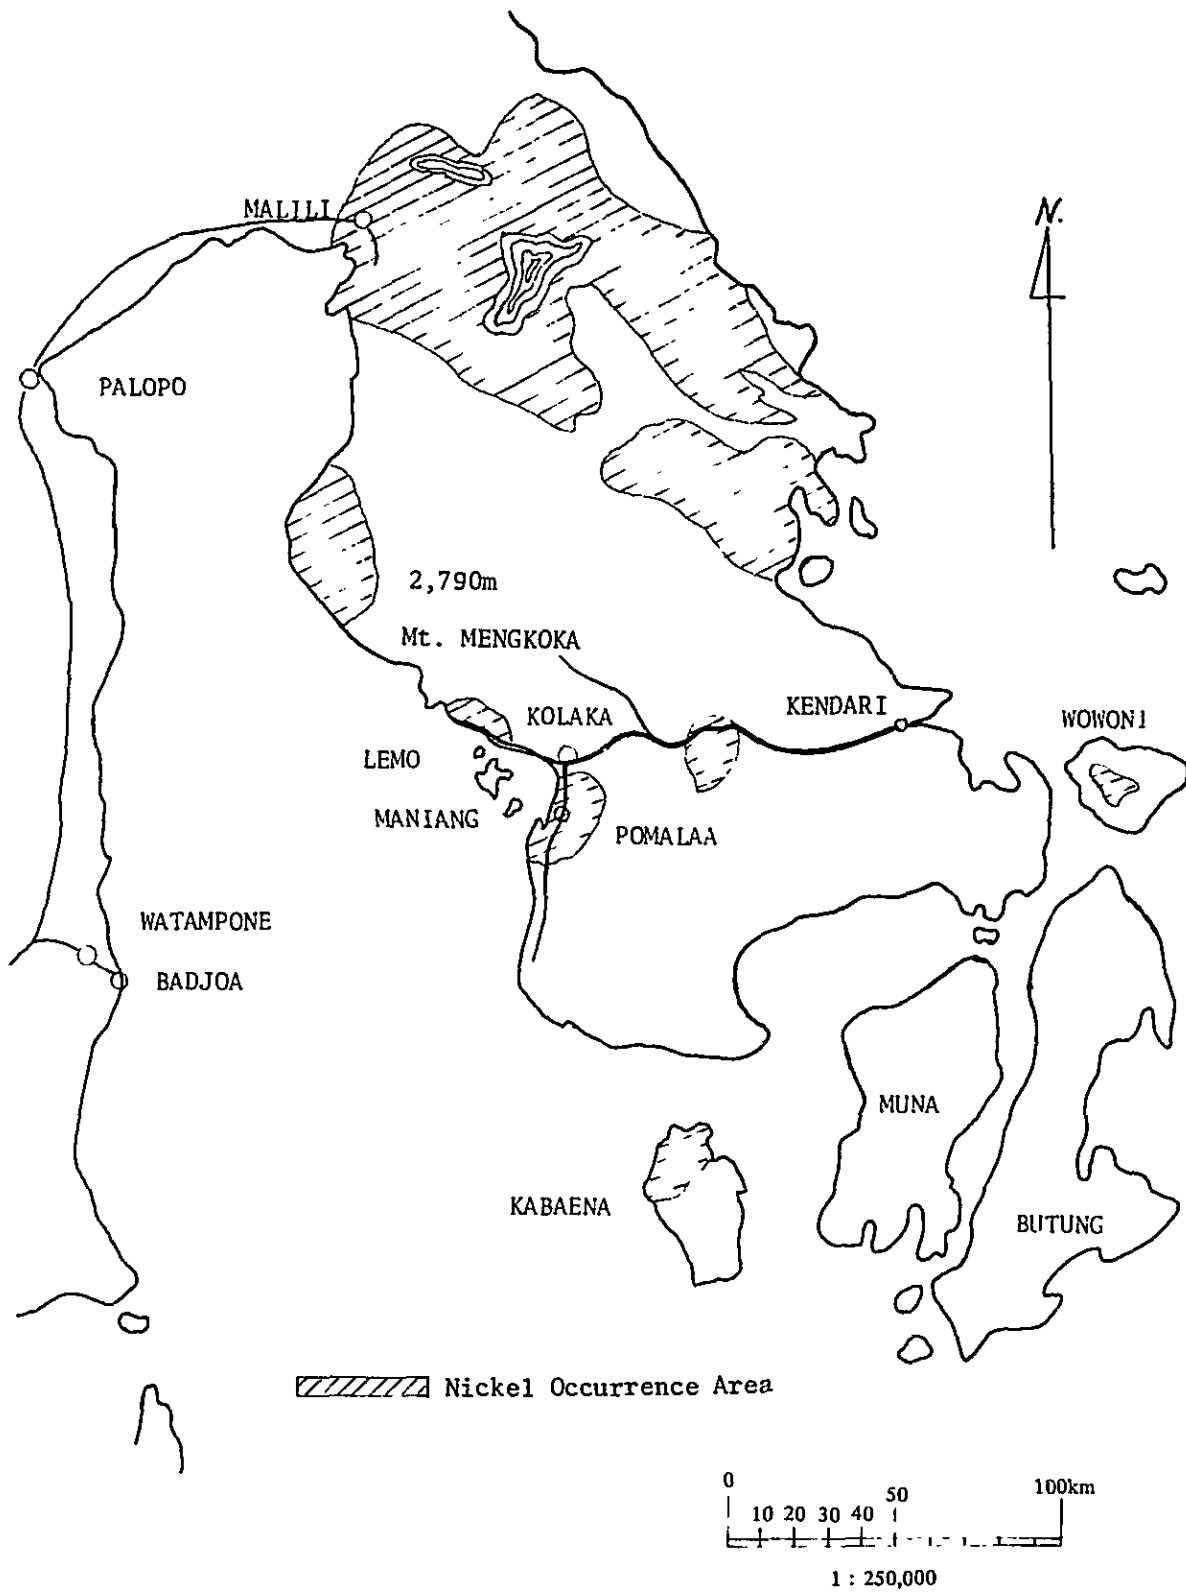 N.
MALILI
PALOPO
2,790m
Mt. MENGKOKA
KOLAKA
KENDARI
WOWONI
LEMO
MANIANG
POMALAA
WATAMPONE
BADJOA
MUNA
KABAENA
BUTUNG
Nickel Occurrence Area
0 10 20 30 40 50 100km
1 : 250,000